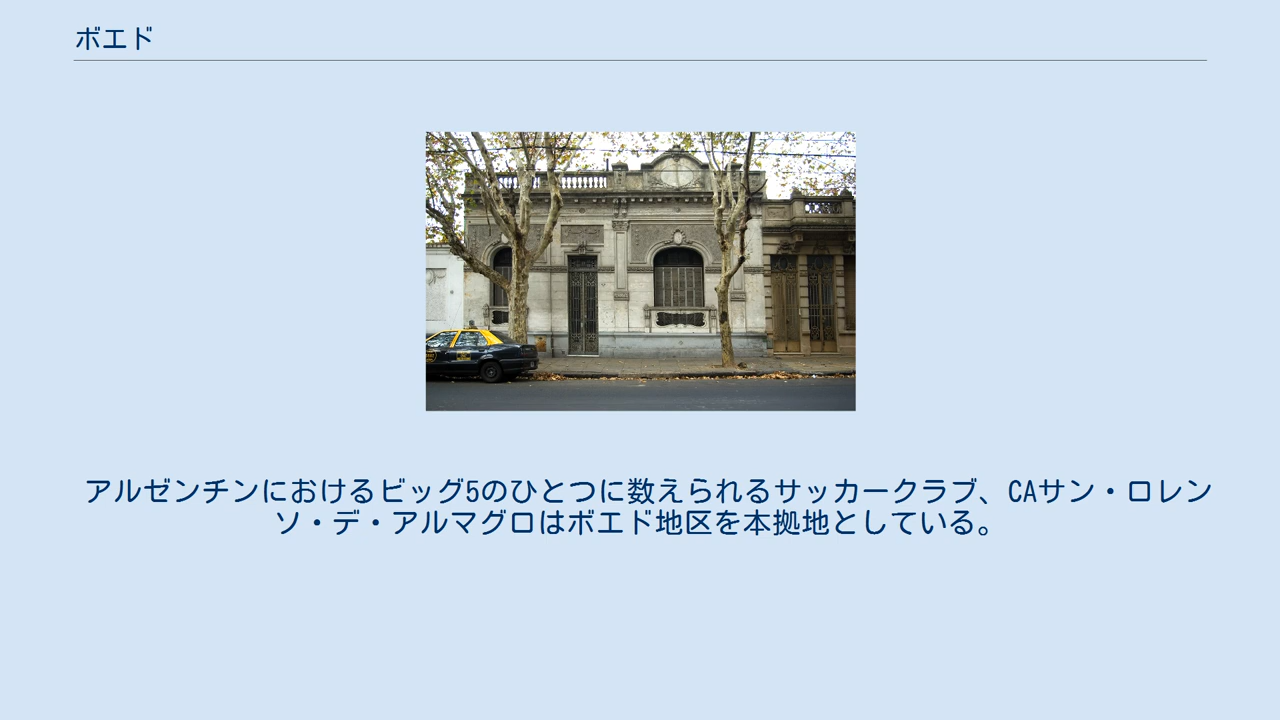 ボエド
アルゼンチンにおけるビッグ5のひとつに数えられるサッカークラブ、CAサン・ロレン
ソ・デ・アルマグロはボエド地区を本拠地としている。